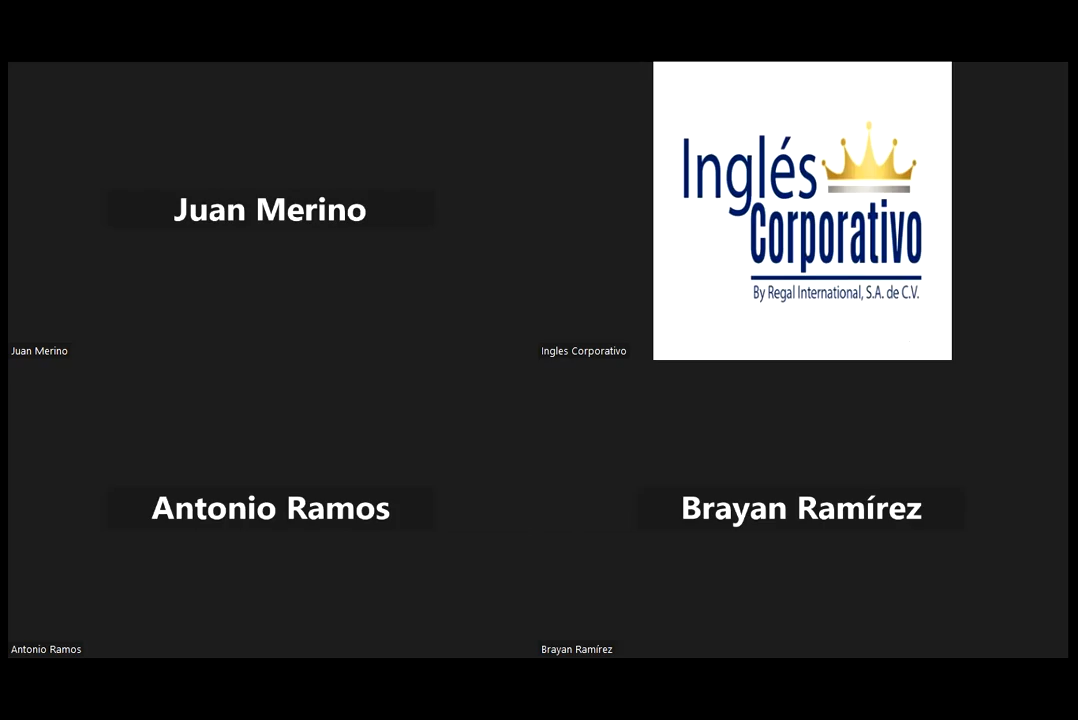 Juan Merino
Juan Merino
Inglés
Corporativo
By Regal International, S.A. de C.V.
Ingles Corporativo
Antonio Ramos
Antonio Ramos
Brayan Ramírez
Brayan Ramírez